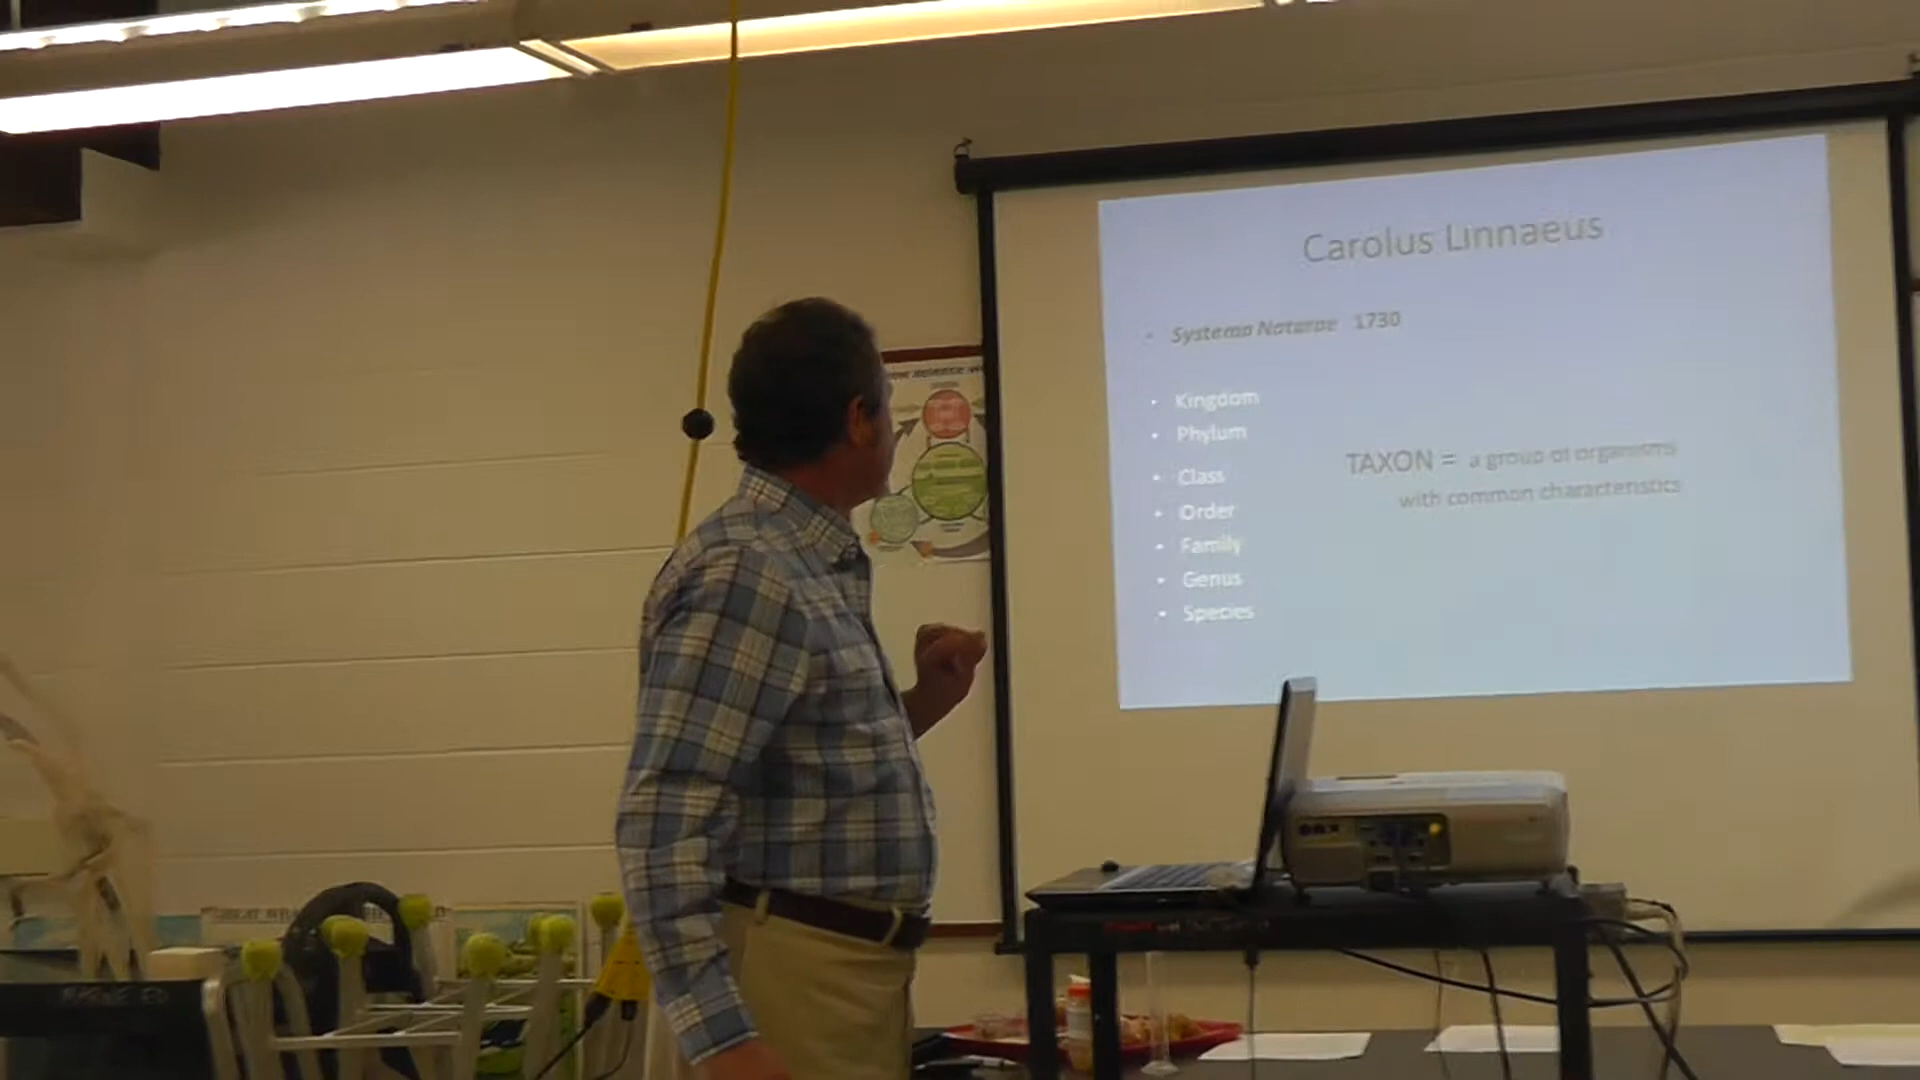 Carolus Linnaeus
• Systema Naturae 1730
• Kingdom
• Phylum
• Class
• Order
• Family
• Genus
• Species
TAXON = a group of organisms
with common characteristics